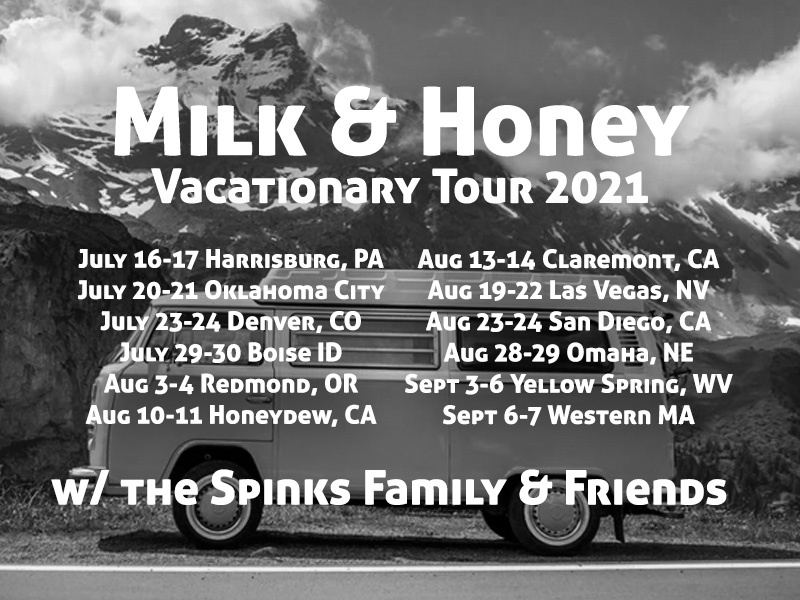 Milk & Honey
Vacationary Tour 2021
July 16-17 Harrisburg, PA
July 20-21 Oklahoma City
July 23-24 Denver, CO
July 29-30 Boise ID
Aug 3-4 Redmond, OR
Aug 10-11 Honeydew, CA
Aug 13-14 Claremont, CA
Aug 19-22 Las Vegas, NV
Aug 23-24 San Diego, CA
Aug 28-29 Omaha, NE
Sept 3-6 Yellow Spring, WV
Sept 6-7 Western MA
w/ the Spinks Family & Friends